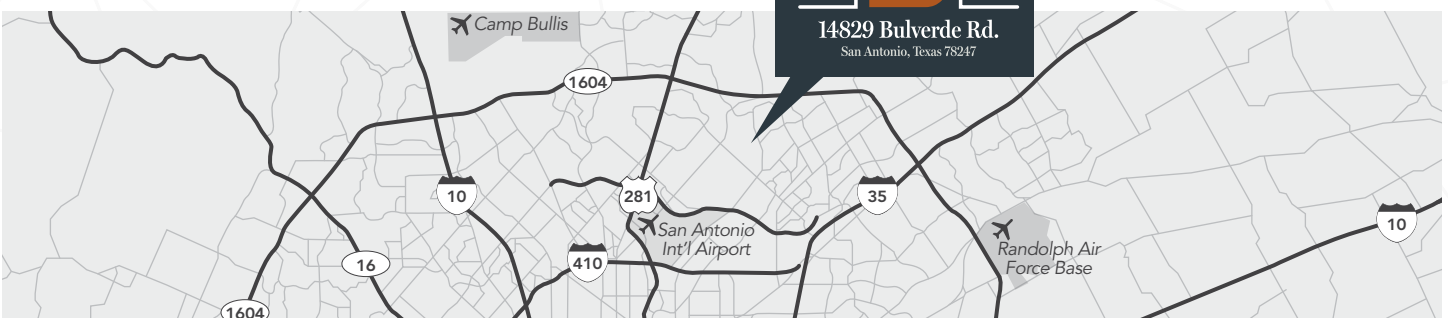 Camp Bullis
14829 Bulverde Rd.
San Antonio, Texas 78247
1604
10
281
35
San Antonio
Int'l Airport
10
Randolph Air
Force Base
410
16
1604